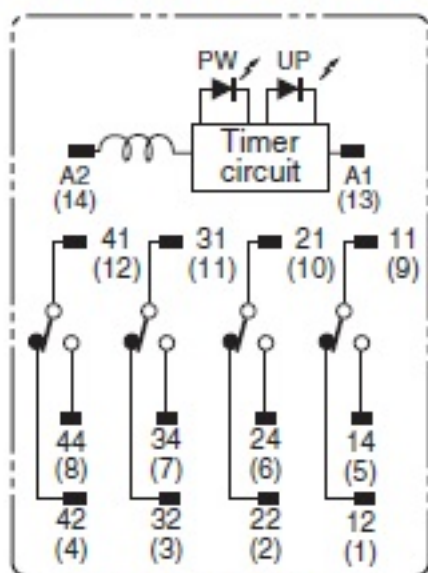 PW UP
Timer
circuit
A2 A1
(14) (13)
41 31 21 11
(12) (11) (10) (9)
44 34 24 14
(8) (7) (6) (5)
42 32 22 12
(4) (3) (2) (1)